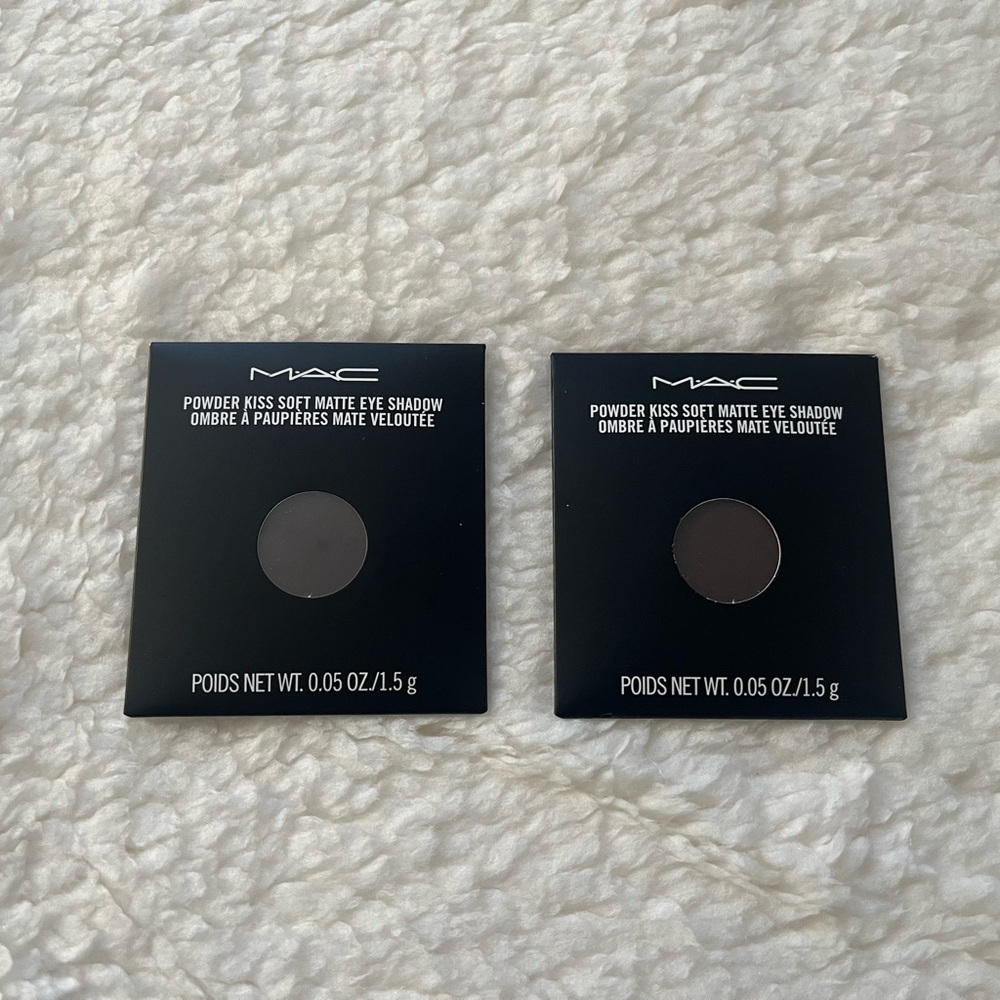 M·A·C
POWDER KISS SOFT MATTE EYE SHADOW
OMBRE À PAUPIÈRES MATE VELOUTÉE
POIDS NET WT. 0.05 OZ./1.5 g
M·A·C
POWDER KISS SOFT MATTE EYE SHADOW
OMBRE À PAUPIÈRES MATE VELOUTÉE
POIDS NET WT. 0.05 OZ./1.5 g